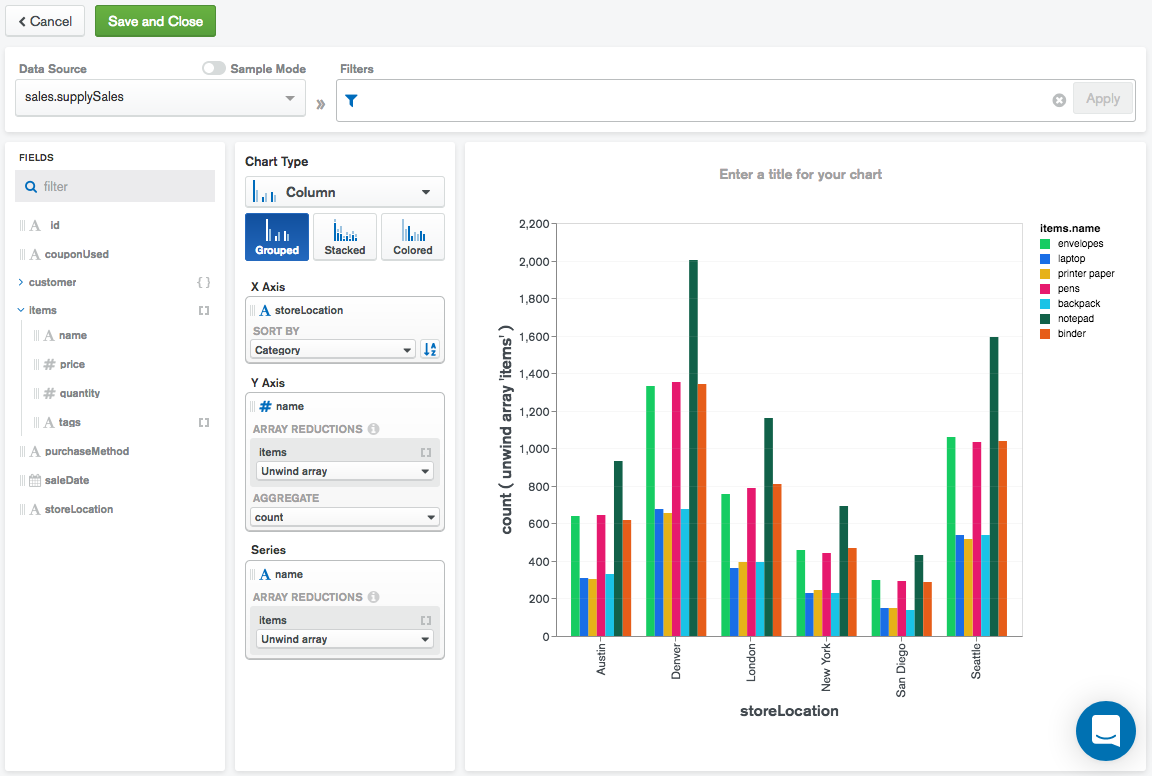 Cancel
Save and Close
Data Source
Sample Mode
Filters
sales.supplySales
»
Apply
FIELDS
filter
A id
A couponUsed
customer { }
items [ ]
A name
# price
# quantity
A tags [ ]
A purchaseMethod
saleDate
A storeLocation
Chart Type
Column
Grouped
Stacked
Colored
X Axis
A storeLocation
SORT BY
Category
A Z
Y Axis
# name
ARRAY REDUCTIONS i
items [ ]
Unwind array
AGGREGATE
count
Series
A name
ARRAY REDUCTIONS i
items [ ]
Unwind array
Enter a title for your chart
count ( unwind array 'items' )
2,200
2,000
1,800
1,600
1,400
1,200
1,000
800
600
400
200
0
Austin
Denver
London
New York
San Diego
Seattle
storeLocation
items.name
envelopes
laptop
printer paper
pens
backpack
notepad
binder